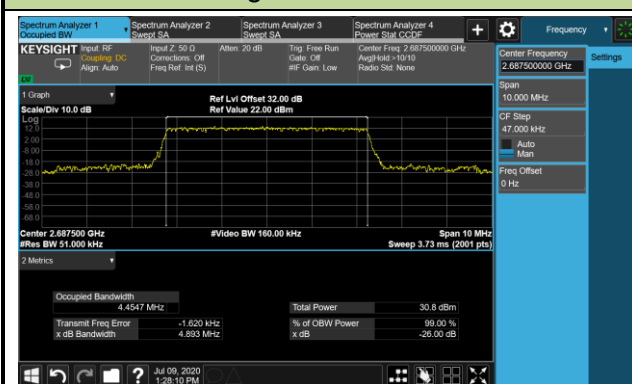 Spectrum Analyzer 1
Occupied BW
Spectrum Analyzer 2
Swept SA
Spectrum Analyzer 3
Swept SA
Spectrum Analyzer 4
Power Stat CCDF
+
Frequency
KEYSIGHT
Input: RF
Coupling: DC
Align: Auto
Input Z: 50 Ω
Corrections: Off
Freq Ref: Int (S)
Atten: 20 dB
Trig: Free Run
Gate: Off
#IF Gain: Low
Center Freq: 2.687500000 GHz
Avg|Hold:>10/10
Radio Std: None
1 Graph
Scale/Div 10.0 dB
Ref Lvl Offset 32.00 dB
Ref Value 22.00 dBm
Log
12.0
2.00
-8.00
-18.0
-28.0
-38.0
-48.0
-58.0
-68.0
Center 2.687500 GHz
#Res BW 51.000 kHz
#Video BW 160.00 kHz
Span 10 MHz
Sweep 3.73 ms (2001 pts)
2 Metrics
Occupied Bandwidth
4.4547 MHz
Total Power 30.8 dBm
Transmit Freq Error -1.620 kHz
% of OBW Power 99.00 %
x dB Bandwidth 4.893 MHz
x dB -26.00 dB
Jul 09, 2020
1:28:10 PM
?
Center Frequency
2.687500000 GHz
Settings
Span
10.000 MHz
CF Step
47.000 kHz
Auto
Man
Freq Offset
0 Hz